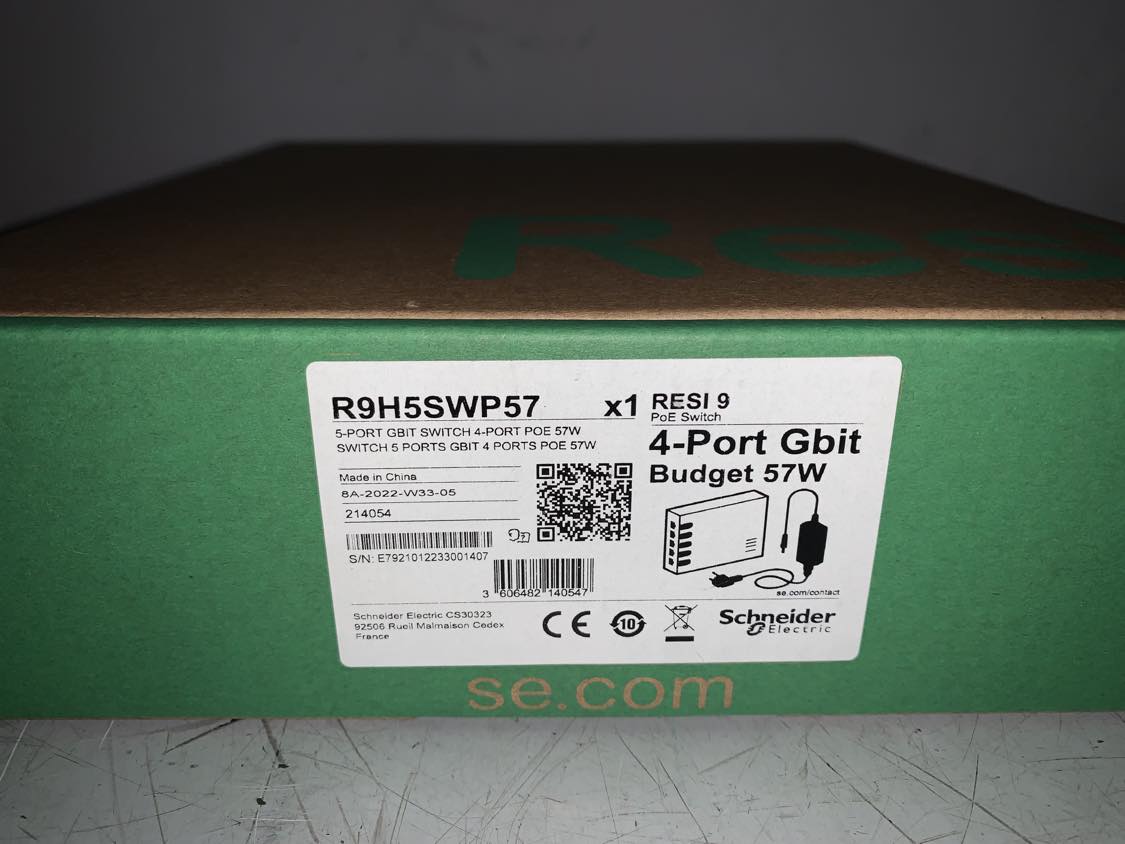 Resi
R9H5SWP57 x1
5-PORT GBIT SWITCH 4-PORT POE 57W
SWITCH 5 PORTS GBIT 4 PORTS POE 57W
Made in China
8A-2022-W33-05
214054
S/N: E7921012233001407
3 606482 140547
Schneider Electric CS30323
92506 Rueil Malmaison Cedex
France
RESI 9
PoE Switch
4-Port Gbit
Budget 57W
se.com/contact
CE 10
Schneider
Electric
se.com